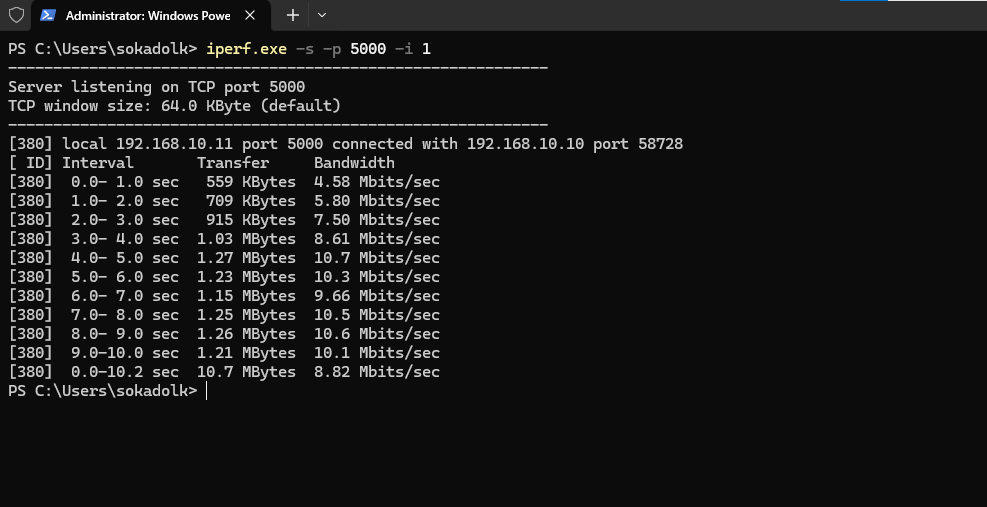 Administrator: Windows Powe
PS C:\Users\sokadolk> iperf.exe -s -p 5000 -i 1
------------------------------------------------------------
Server listening on TCP port 5000
TCP window size: 64.0 KByte (default)
------------------------------------------------------------
[380] local 192.168.10.11 port 5000 connected with 192.168.10.10 port 58728
[ ID] Interval       Transfer     Bandwidth
[380]  0.0- 1.0 sec   559 KBytes  4.58 Mbits/sec
[380]  1.0- 2.0 sec   709 KBytes  5.80 Mbits/sec
[380]  2.0- 3.0 sec   915 KBytes  7.50 Mbits/sec
[380]  3.0- 4.0 sec  1.03 MBytes  8.61 Mbits/sec
[380]  4.0- 5.0 sec  1.27 MBytes  10.7 Mbits/sec
[380]  5.0- 6.0 sec  1.23 MBytes  10.3 Mbits/sec
[380]  6.0- 7.0 sec  1.15 MBytes  9.66 Mbits/sec
[380]  7.0- 8.0 sec  1.25 MBytes  10.5 Mbits/sec
[380]  8.0- 9.0 sec  1.26 MBytes  10.6 Mbits/sec
[380]  9.0-10.0 sec  1.21 MBytes  10.1 Mbits/sec
[380]  0.0-10.2 sec  10.7 MBytes  8.82 Mbits/sec
PS C:\Users\sokadolk>